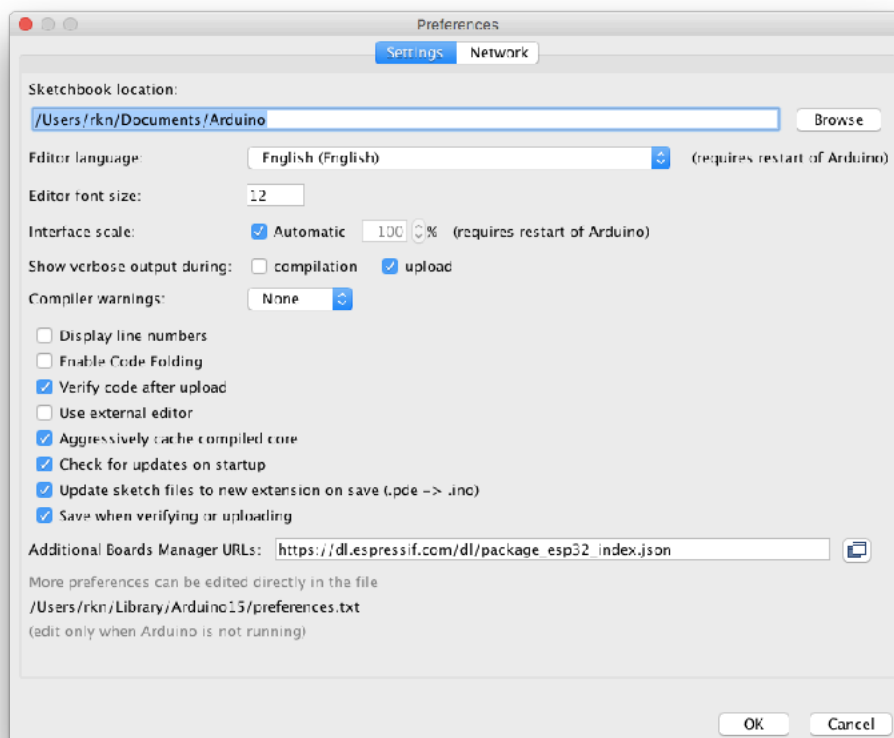 Preferences
Settings Network
Sketchbook location:
/Users/rkn/Documents/Arduino Browse
Editor language: English (English) (requires restart of Arduino)
Editor font size: 12
Interface scale: Automatic 100 % (requires restart of Arduino)
Show verbose output during: compilation upload
Compiler warnings: None
Display line numbers
Enable Code Folding
Verify code after upload
Use external editor
Aggressively cache compiled core
Check for updates on startup
Update sketch files to new extension on save (.pde -> .ino)
Save when verifying or uploading
Additional Boards Manager URLs: https://dl.espressif.com/dl/package_esp32_index.json
More preferences can be edited directly in the file
/Users/rkn/Library/Arduino15/preferences.txt
(edit only when Arduino is not running)
OK Cancel